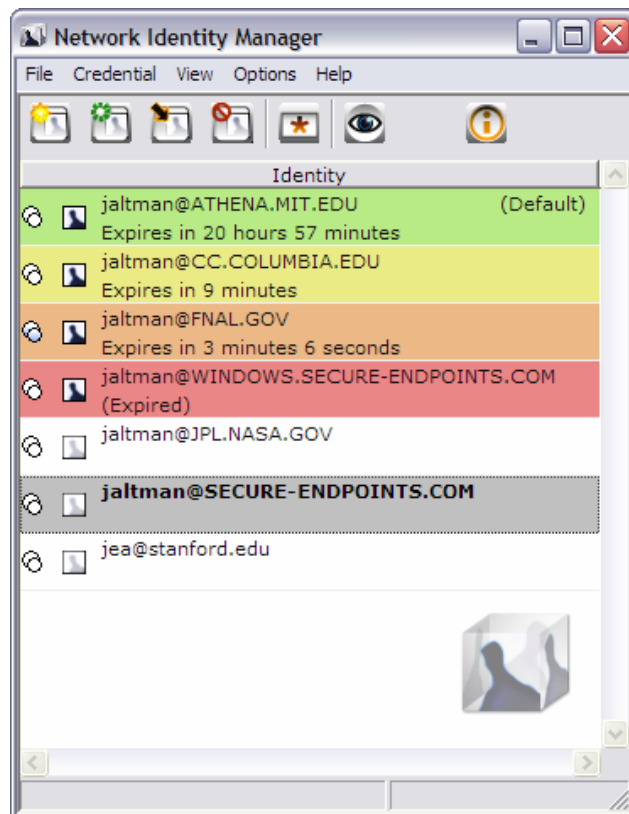 Network Identity Manager
File Credential View Options Help
Identity
jaltman@ATHENA.MIT.EDU (Default)
Expires in 20 hours 57 minutes
jaltman@CC.COLUMBIA.EDU
Expires in 9 minutes
jaltman@FNAL.GOV
Expires in 3 minutes 6 seconds
jaltman@WINDOWS.SECURE-ENDPOINTS.COM
(Expired)
jaltman@JPL.NASA.GOV
jaltman@SECURE-ENDPOINTS.COM
jea@stanford.edu